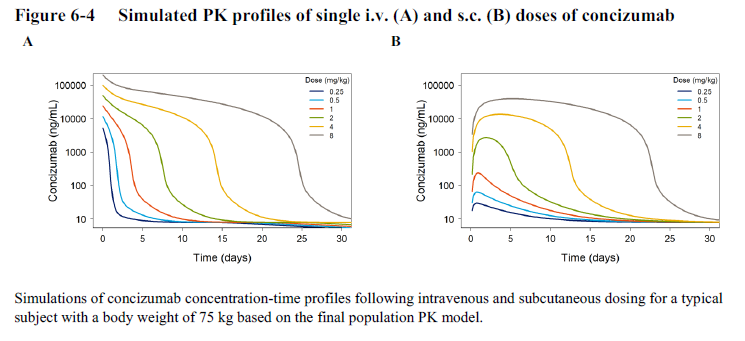 Figure 6-4 Simulated PK profiles of single i.v. (A) and s.c. (B) doses of concizumab
A
B
Dose (mg/kg)
0.25
0.5
1
2
4
8
100000
10000
1000
100
10
Concizumab (ng/mL)
0 5 10 15 20 25 30
Time (days)
Dose (mg/kg)
0.25
0.5
1
2
4
8
100000
10000
1000
100
10
Concizumab (ng/mL)
0 5 10 15 20 25 30
Time (days)
Simulations of concizumab concentration-time profiles following intravenous and subcutaneous dosing for a typical
subject with a body weight of 75 kg based on the final population PK model.